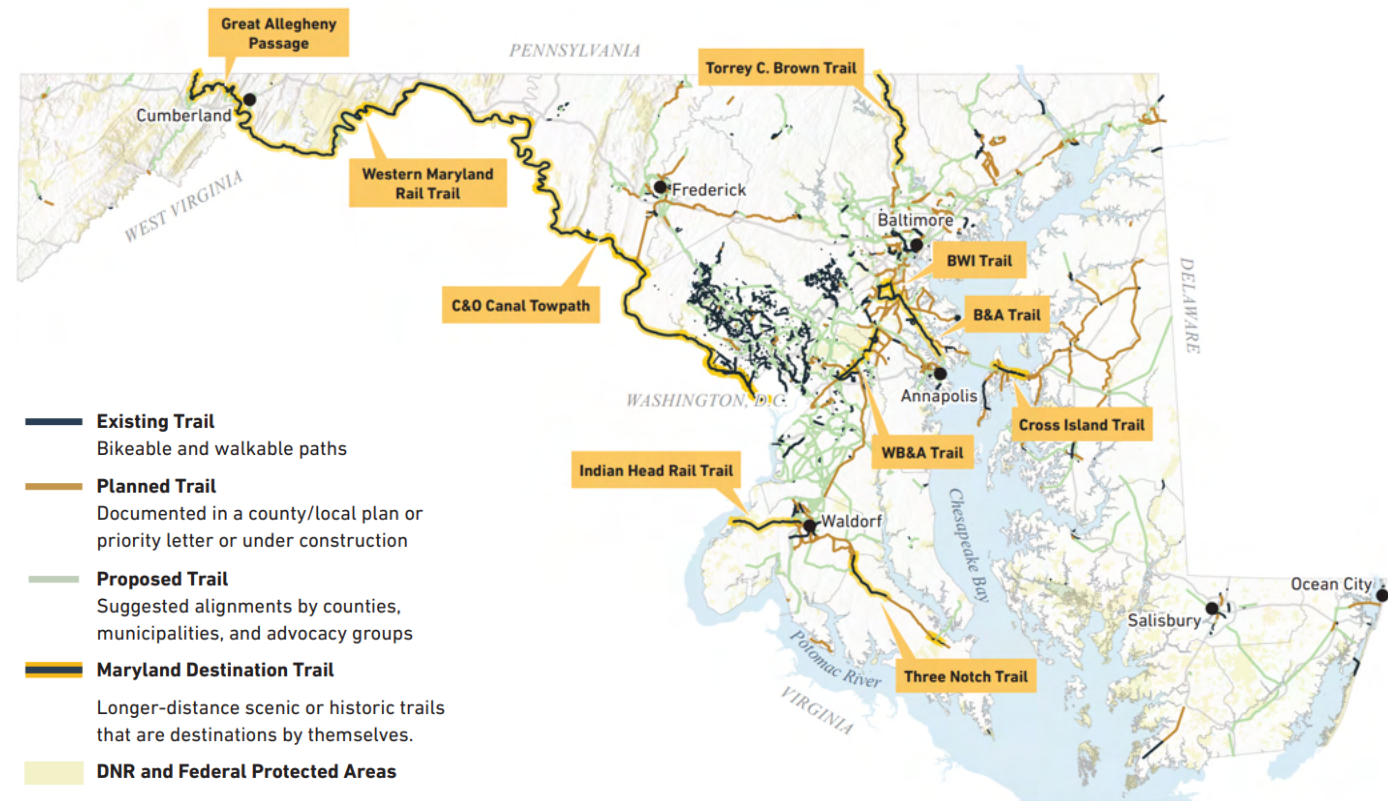 Great Allegheny
Passage
PENNSYLVANIA
Torrey C. Brown Trail
Cumberland
Western Maryland
Rail Trail
WEST VIRGINIA
Frederick
Baltimore
BWI Trail
DELAWARE
C&O Canal Towpath
B&A Trail
WASHINGTON, D.C.
Annapolis
Cross Island Trail
WB&A Trail
Indian Head Rail Trail
Chesapeake Bay
Waldorf
Ocean City
Salisbury
Potomac River
Three Notch Trail
VIRGINIA
Existing Trail
Bikeable and walkable paths
Planned Trail
Documented in a county/local plan or
priority letter or under construction
Proposed Trail
Suggested alignments by counties,
municipalities, and advocacy groups
Maryland Destination Trail
Longer-distance scenic or historic trails
that are destinations by themselves.
DNR and Federal Protected Areas